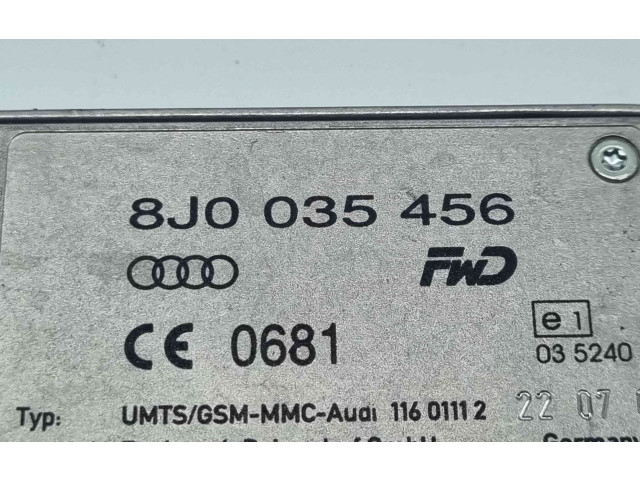 8J0 035 456
FWD
CE 0681
e1
03 5240
Typ: UMTS/GSM-MMC-Audi 116 0111 2 22 07
Germany